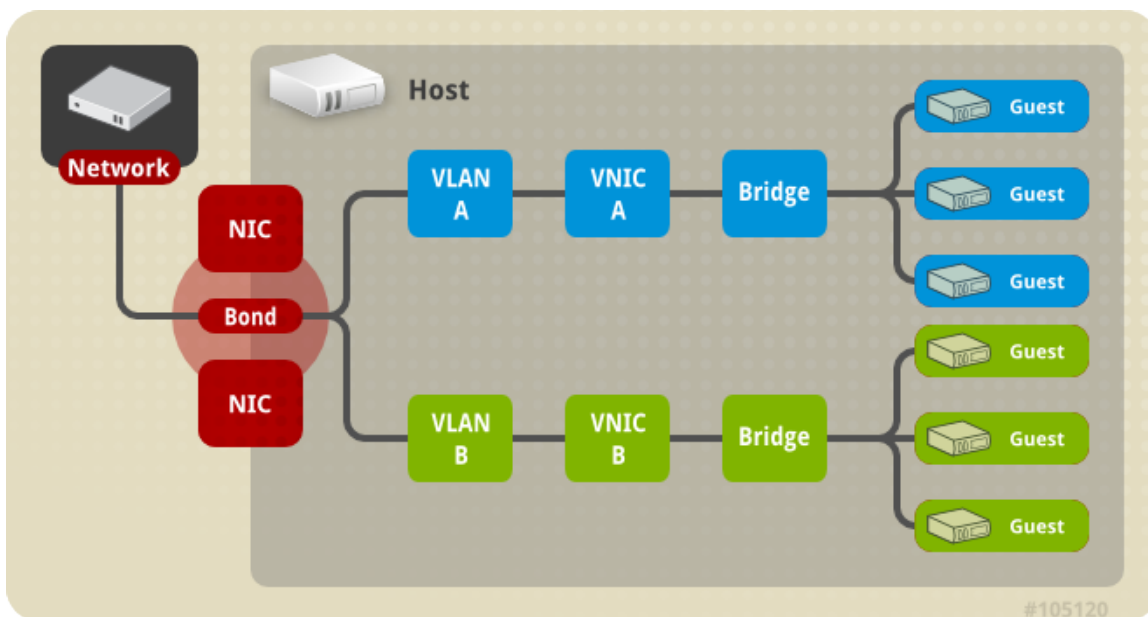 Host
Network
NIC
Bond
NIC
VLAN
A
VNIC
A
Bridge
Guest
Guest
Guest
VLAN
B
VNIC
B
Bridge
Guest
Guest
Guest
#105120